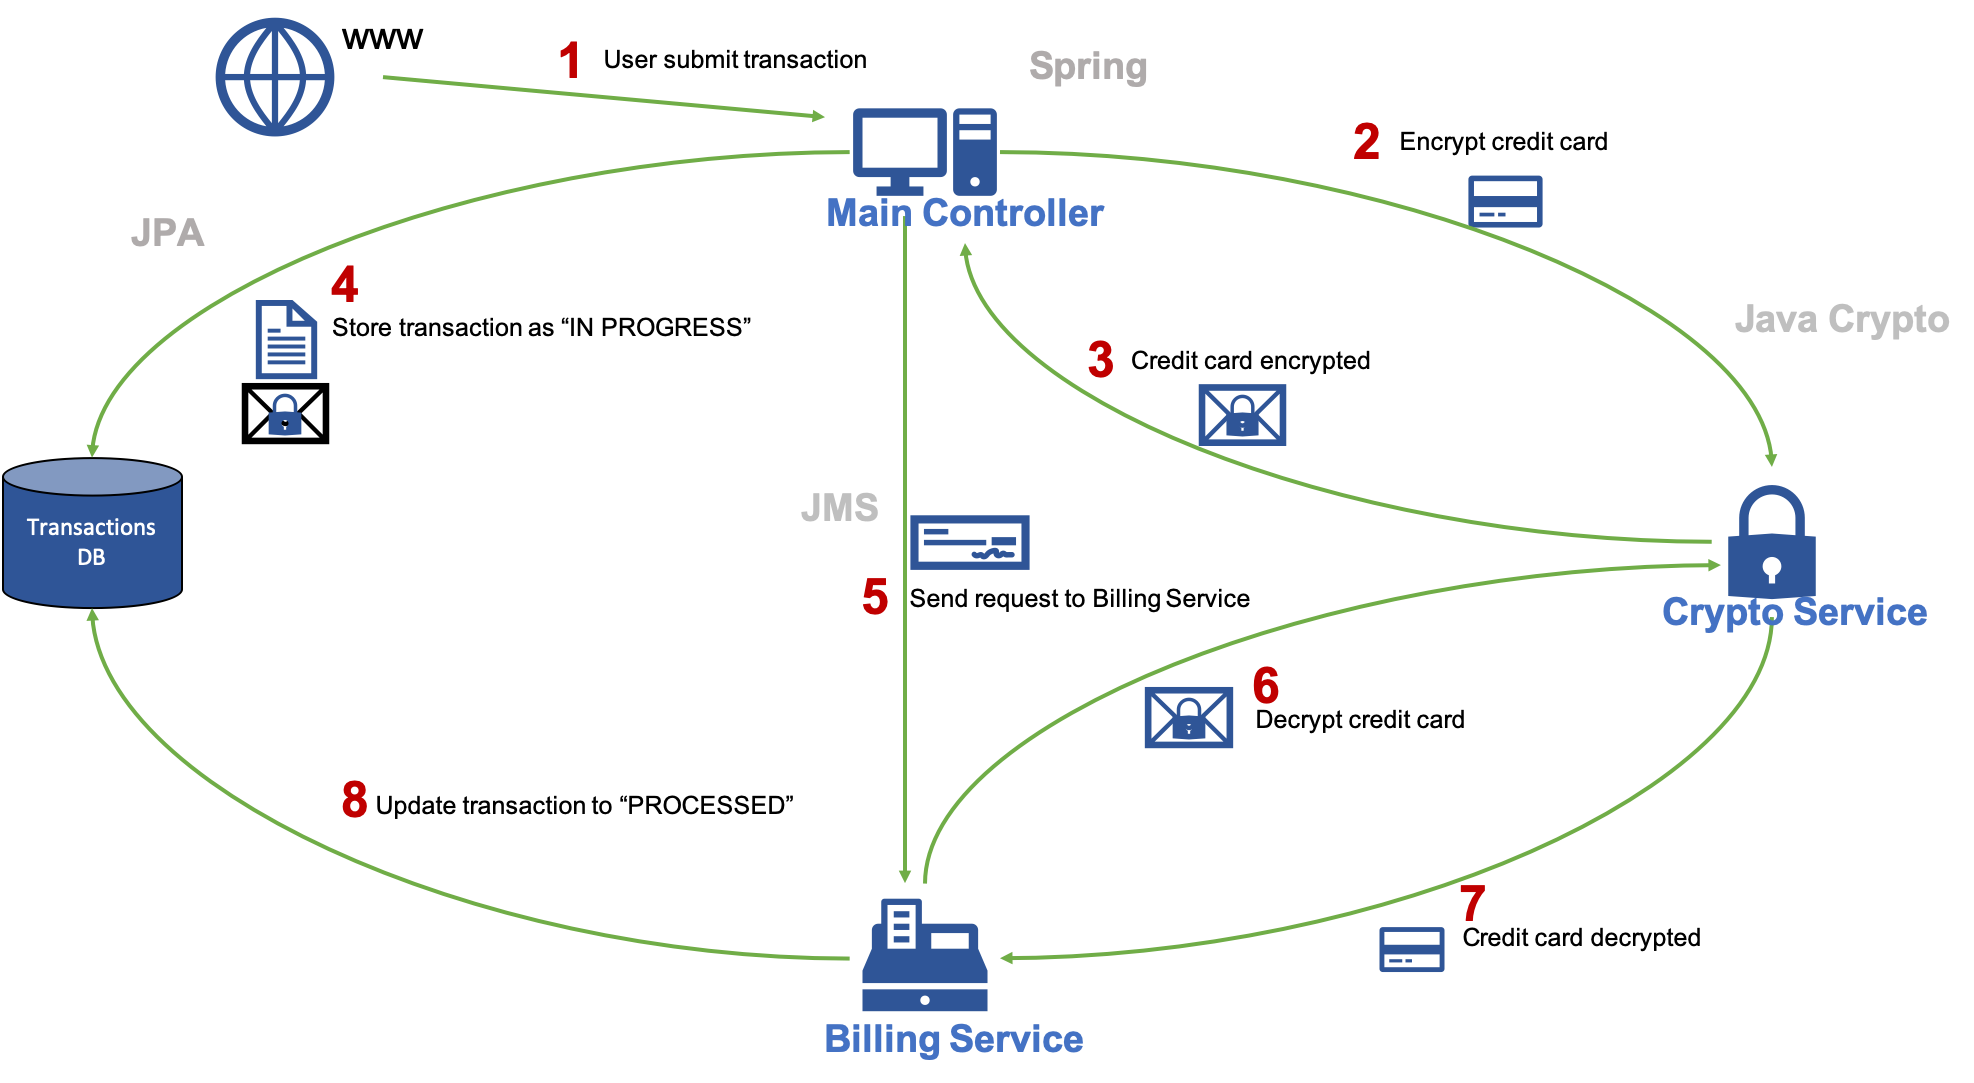 WWW
1 User submit transaction
Spring
2 Encrypt credit card
Main Controller
JPA
4
Store transaction as “IN PROGRESS”
Java Crypto
3 Credit card encrypted
JMS
Transactions
DB
5 Send request to Billing Service
Crypto Service
6
Decrypt credit card
8 Update transaction to “PROCESSED”
7
Credit card decrypted
Billing Service